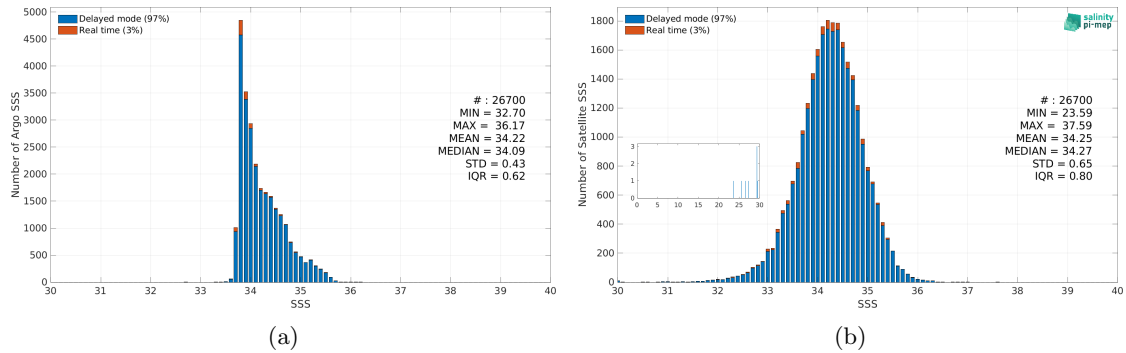 Delayed mode (97%)
Real time (3%)
5000
4500
4000
3500
3000
2500
2000
1500
1000
500
0
Number of Argo SSS
# : 26700
MIN = 32.70
MAX = 36.17
MEAN = 34.22
MEDIAN = 34.09
STD = 0.43
IQR = 0.62
30 31 32 33 34 35 36 37 38 39 40
SSS
(a)
Delayed mode (97%)
Real time (3%)
salinity
pi-mep
1800
1600
1400
1200
1000
800
600
400
200
0
Number of Satellite SSS
# : 26700
MIN = 23.59
MAX = 37.59
MEAN = 34.25
MEDIAN = 34.27
STD = 0.65
IQR = 0.80
3
2
1
0
0 5 10 15 20 25 30
30 31 32 33 34 35 36 37 38 39 40
SSS
(b)